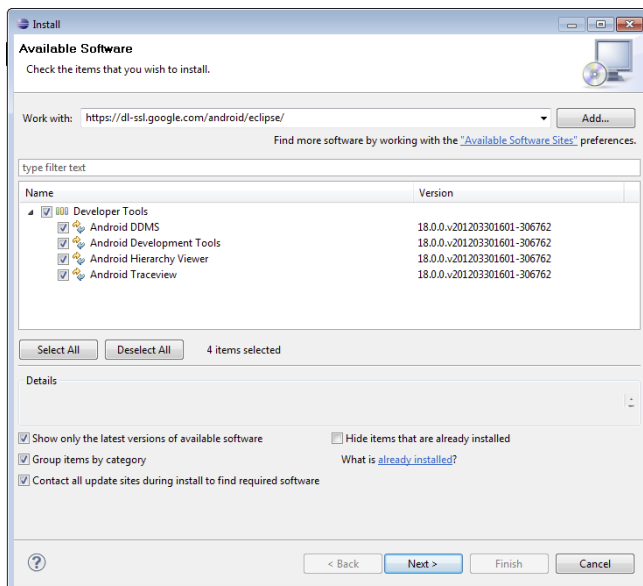 Install
Available Software
Check the items that you wish to install.
Work with: https://dl-ssl.google.com/android/eclipse/ Add...
Find more software by working with the "Available Software Sites" preferences.
type filter text
Name Version
Developer Tools
Android DDMS 18.0.0.v201203301601-306762
Android Development Tools 18.0.0.v201203301601-306762
Android Hierarchy Viewer 18.0.0.v201203301601-306762
Android Traceview 18.0.0.v201203301601-306762
Select All Deselect All 4 items selected
Details
Show only the latest versions of available software Hide items that are already installed
Group items by category What is already installed?
Contact all update sites during install to find required software
? < Back Next > Finish Cancel